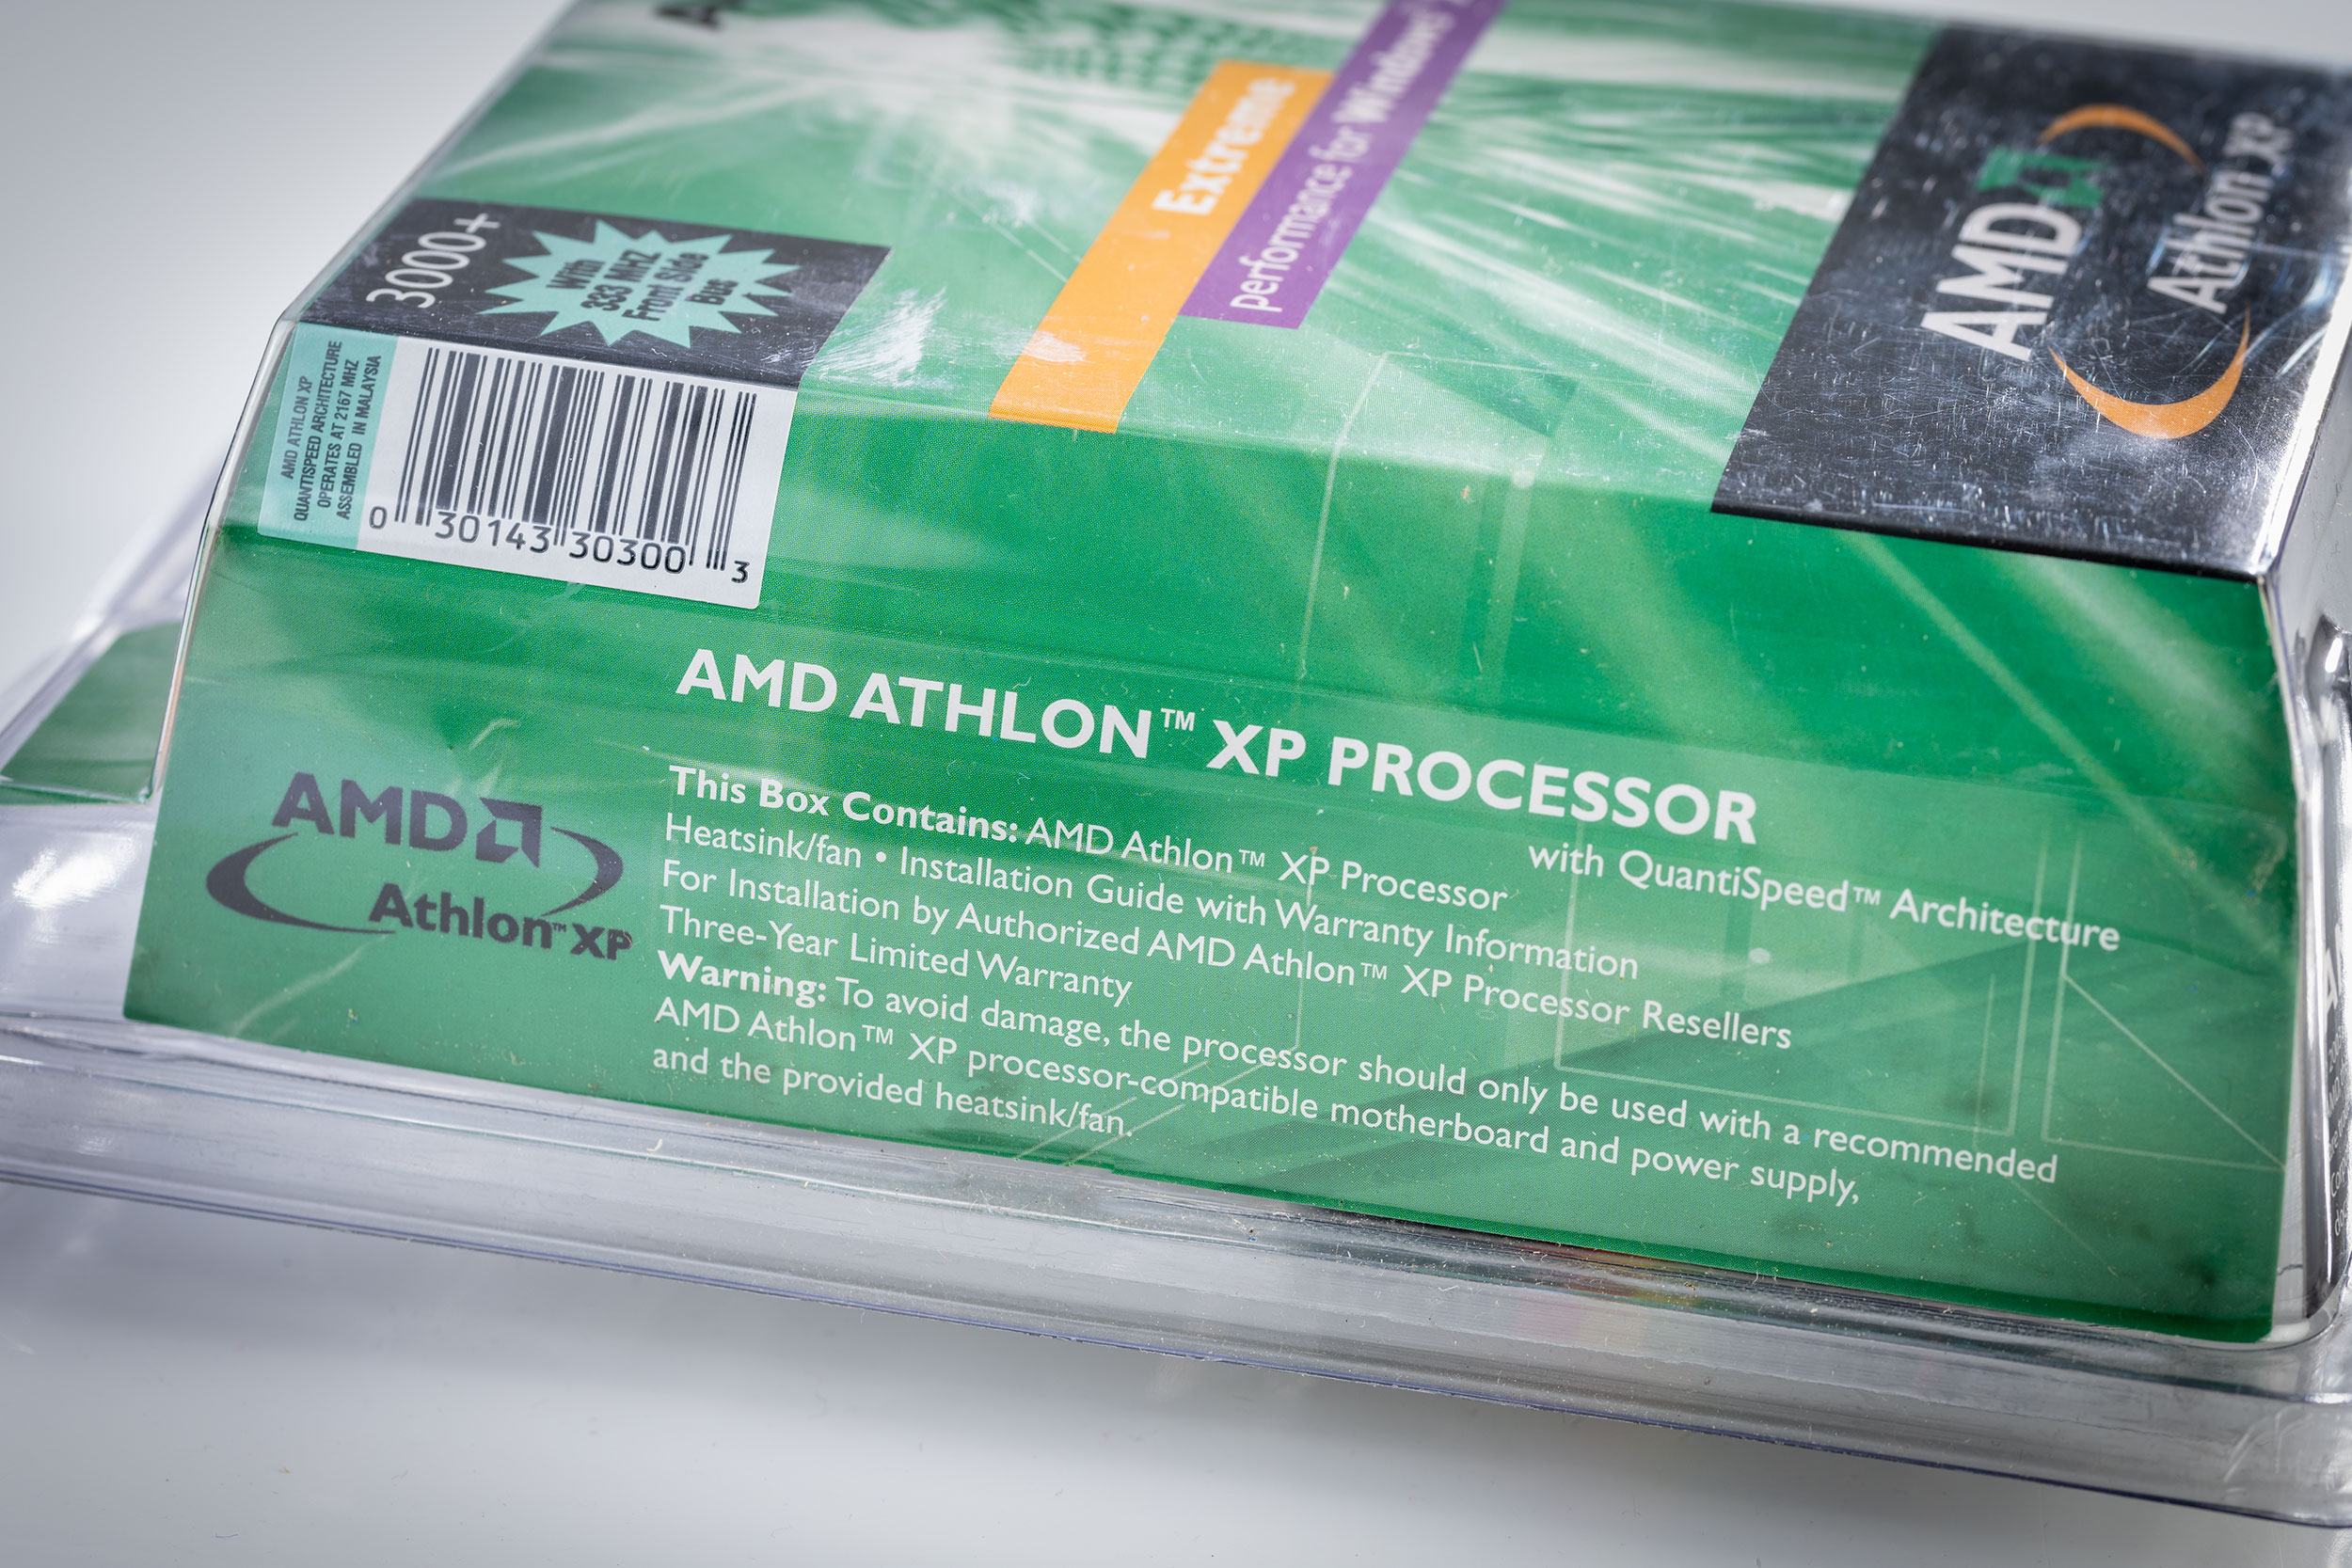 Extreme
performance for Windows
AMD
Athlon XP
3000+
With
333 MHZ
Front Side
Bus
AMD ATHLON XP
QUANTISPEED ARCHITECTURE
OPERATES AT 2167 MHZ
ASSEMBLED IN MALAYSIA
0 30143 30300 3
AMD ATHLON™ XP PROCESSOR
with QuantiSpeed™ Architecture
AMD
Athlon™ XP
This Box Contains: AMD Athlon™ XP Processor
Heatsink/fan • Installation Guide with Warranty Information
For Installation by Authorized AMD Athlon™ XP Processor Resellers
Three-Year Limited Warranty
Warning: To avoid damage, the processor should only be used with a recommended
AMD Athlon™ XP processor-compatible motherboard and power supply,
and the provided heatsink/fan.